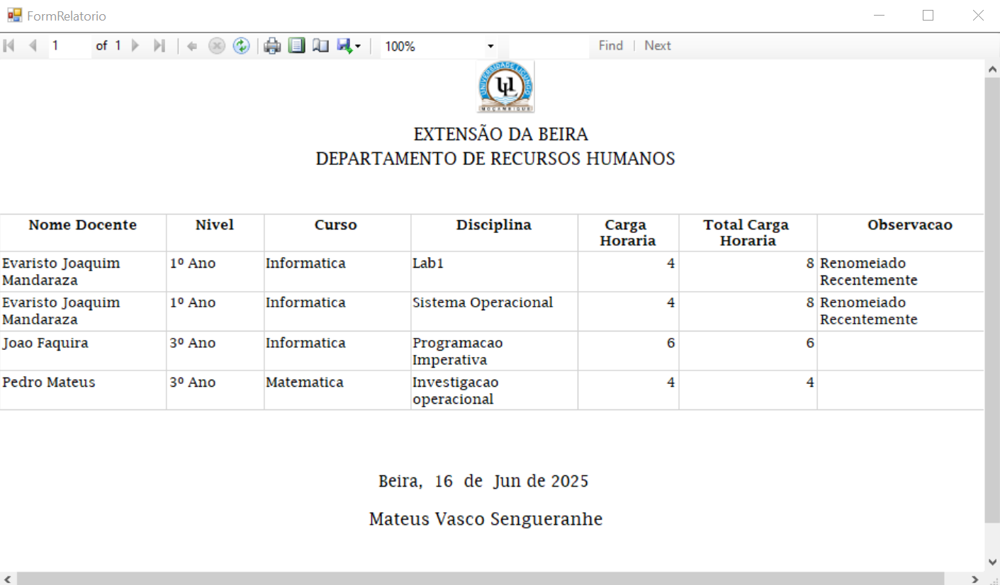 FormRelatorio
1 of 1 100% Find Next
UNIVERSIDADE LICUNGO
UL
MOCAMBIQUE
EXTENSÃO DA BEIRA
DEPARTAMENTO DE RECURSOS HUMANOS
Nome Docente Nivel Curso Disciplina Carga Horaria Total Carga Horaria Observacao
Evaristo Joaquim Mandaraza 1º Ano Informatica Lab1 4 8 Renomeiado Recentemente
Evaristo Joaquim Mandaraza 1º Ano Informatica Sistema Operacional 4 8 Renomeiado Recentemente
Joao Faquira 3º Ano Informatica Programacao Imperativa 6 6
Pedro Mateus 3º Ano Matematica Investigacao operacional 4 4
Beira, 16 de Jun de 2025
Mateus Vasco Sengueranhe